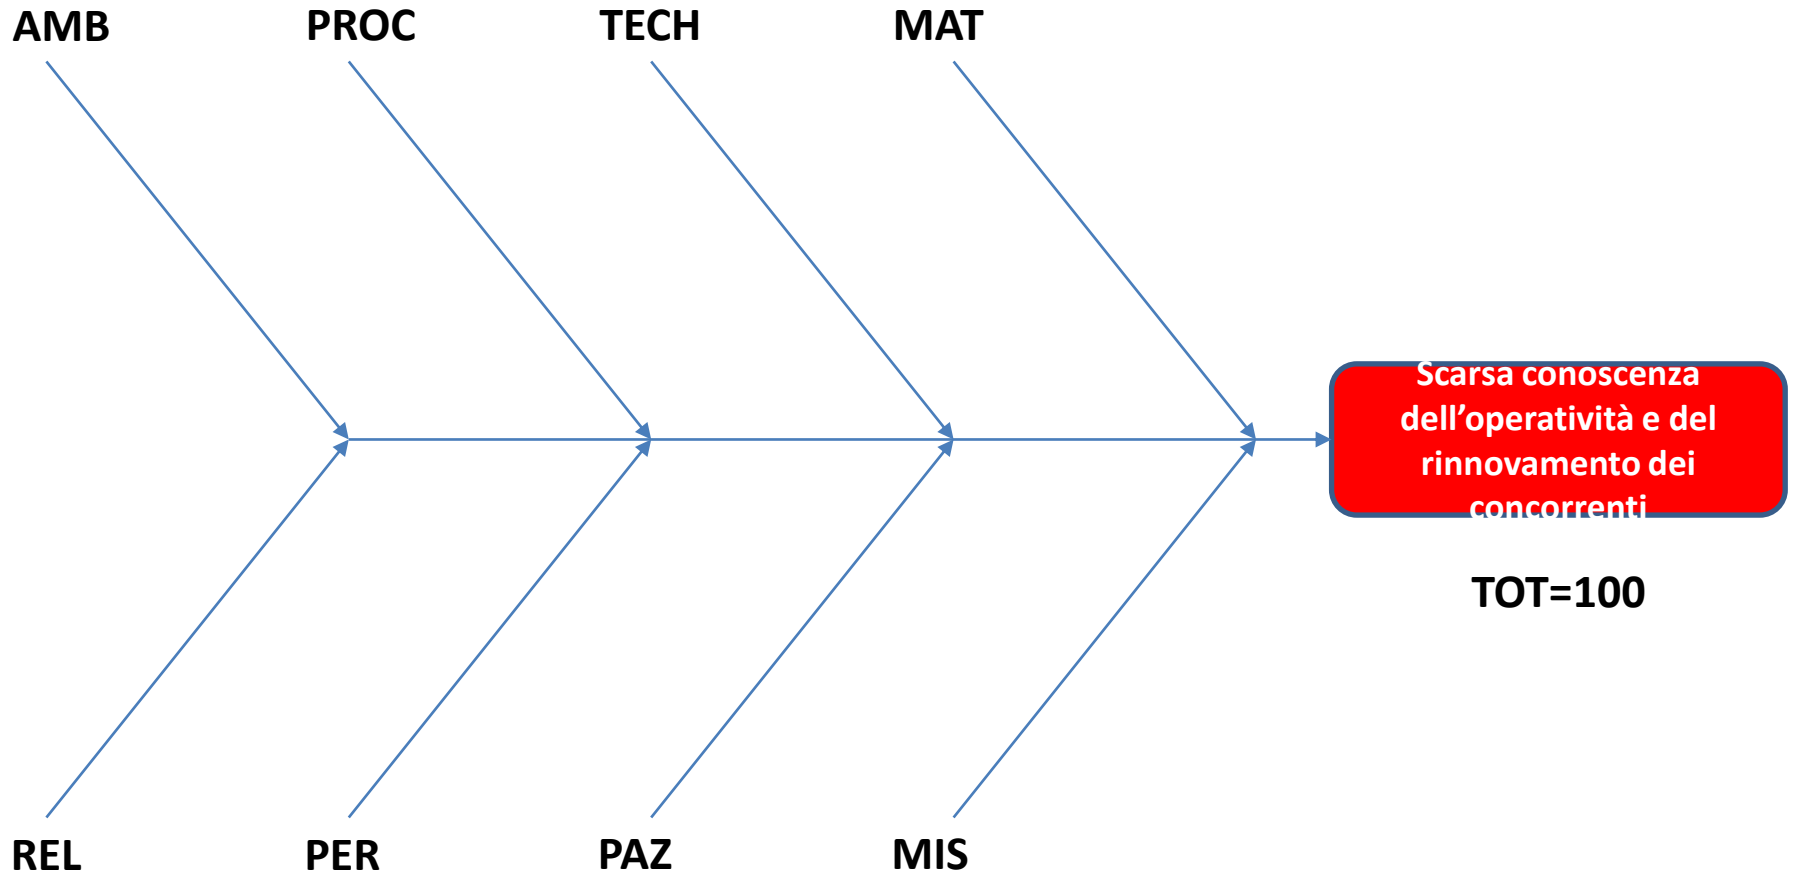 AMB PROC TECH MAT
Scarsa conoscenza
dell’operatività e del
rinnovamento dei
concorrenti
TOT=100
REL PER PAZ MIS